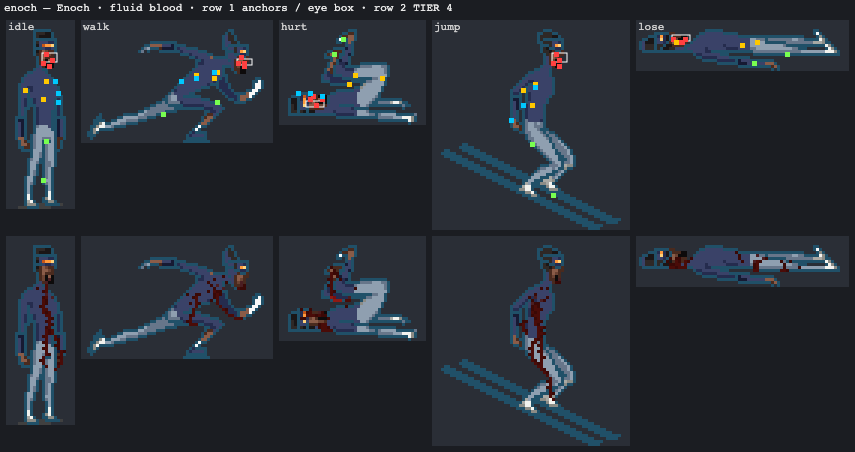 enoch — Enoch · fluid blood · row 1 anchors / eye box · row 2 TIER 4
idle
walk
hurt
jump
lose